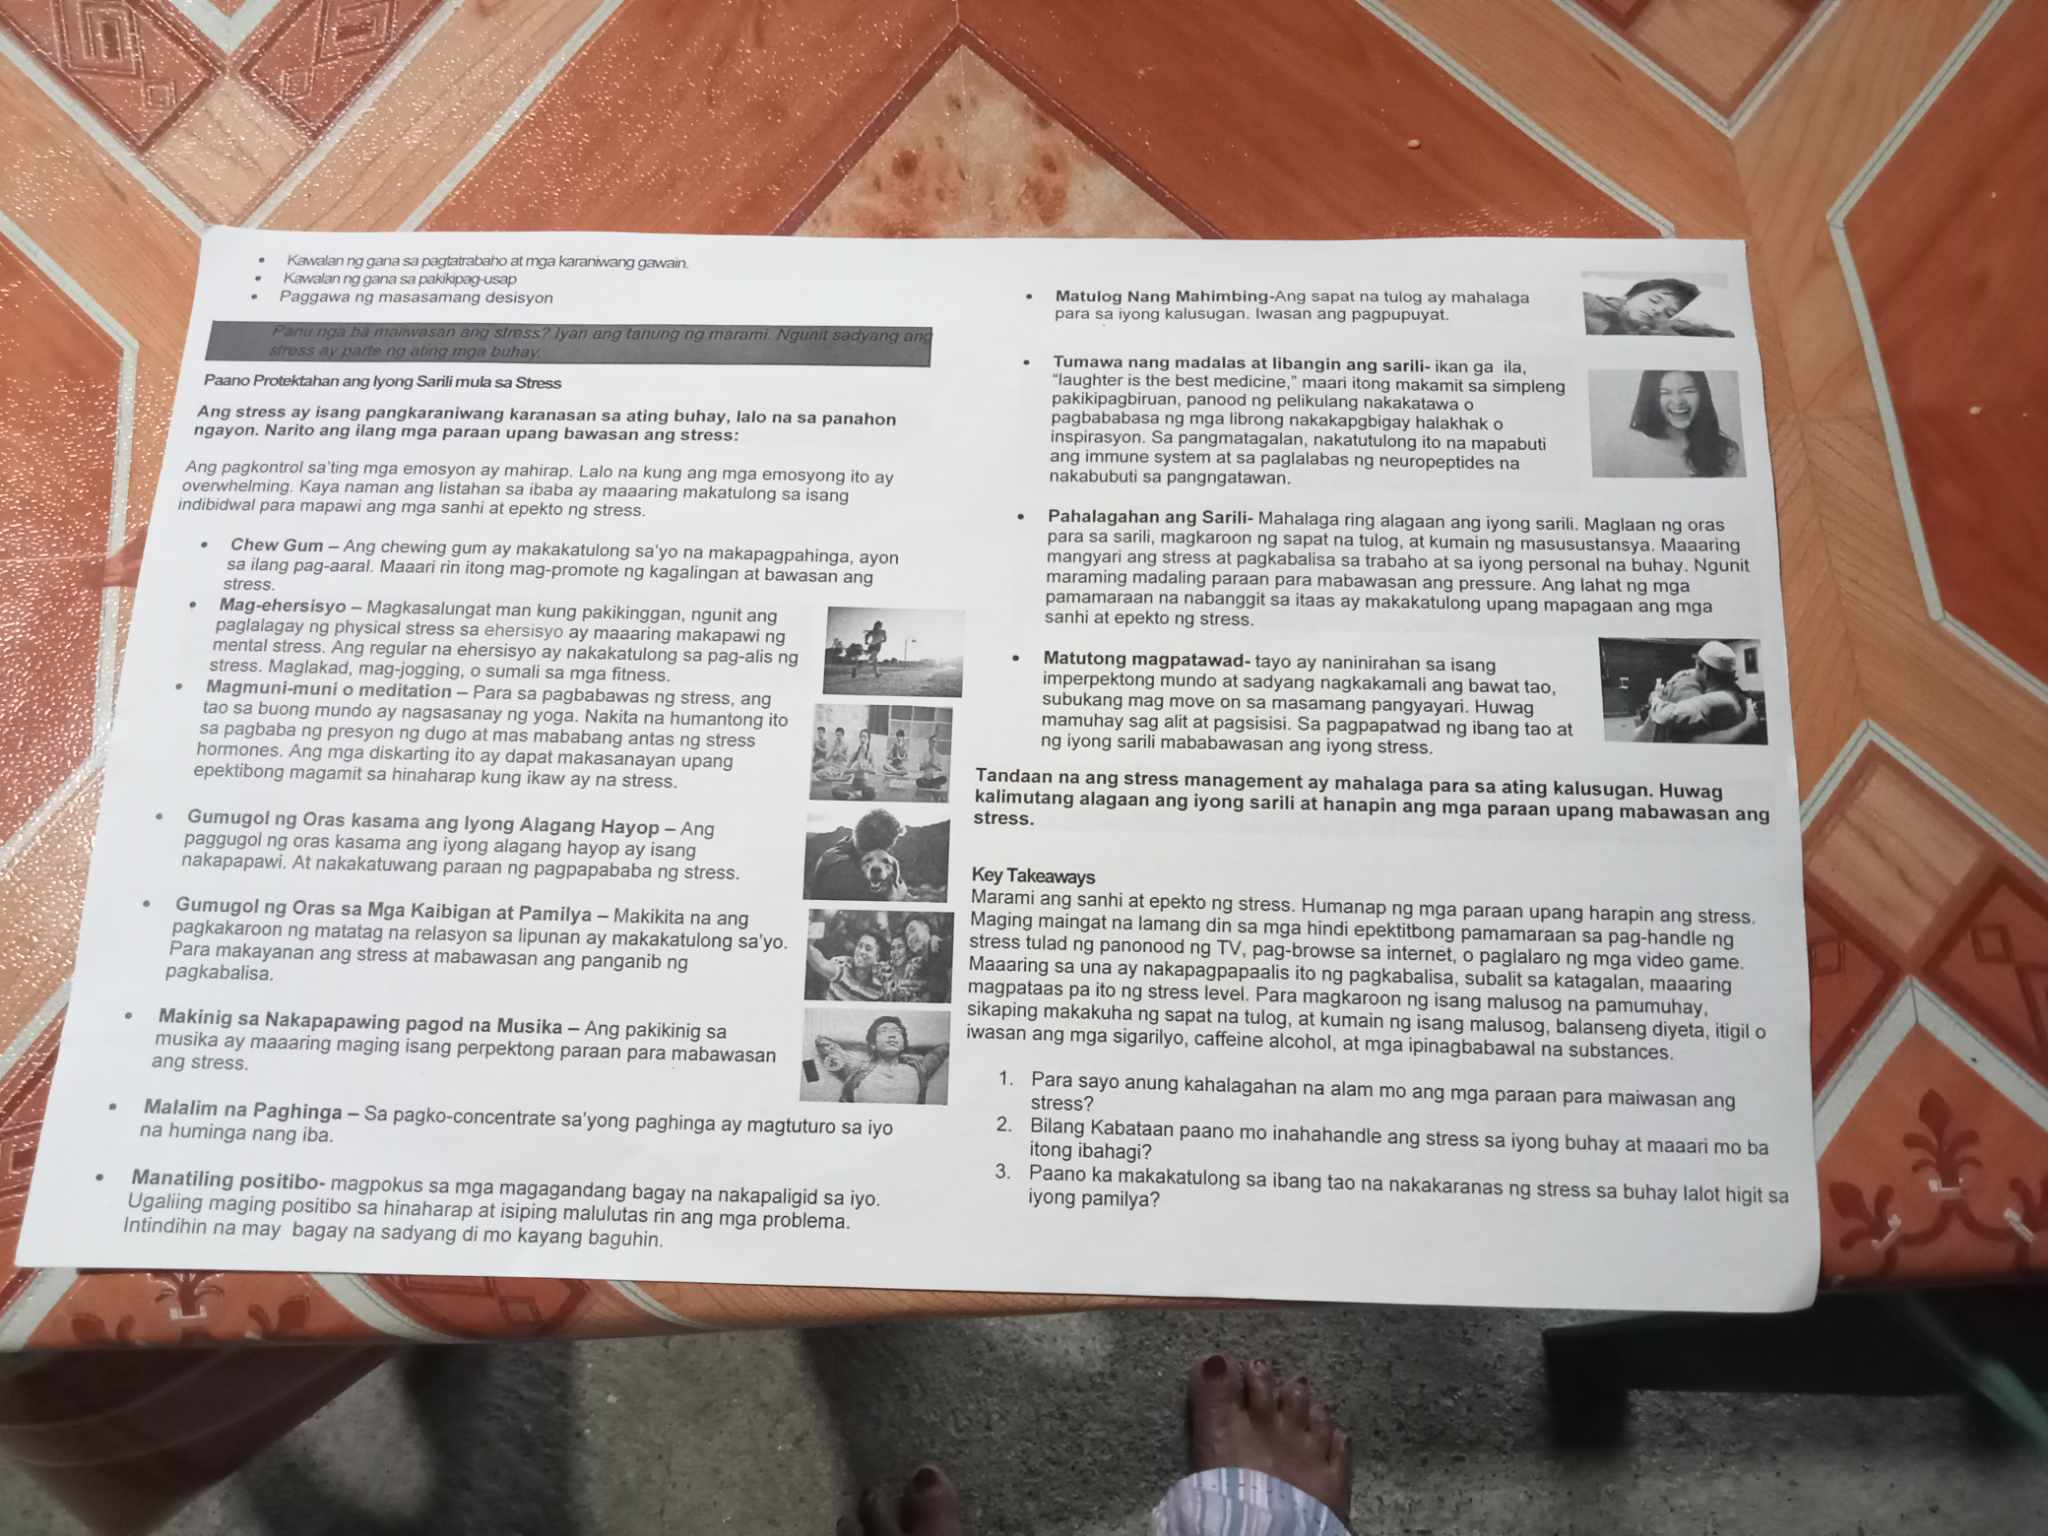 Kawalan ng gana sa pagtatrabaho at mga karaniwang gawain.
Kawalan ng gana sa pakikipag-usap
Paggawa ng masasamang desisyon
Panu nga ba maiiwasan ang stress? Iyan ang tanung ng marami. Ngunit sadyang ang
stress ay parte ng ating mga buhay.
Paano Protektahan ang Iyong Sarili mula sa Stress
Ang stress ay isang pangkaraniwang karanasan sa ating buhay, lalo na sa panahon
ngayon. Narito ang ilang mga paraan upang bawasan ang stress:
Ang pagkontrol sa'ting mga emosyon ay mahirap. Lalo na kung ang mga emosyong ito ay
overwhelming. Kaya naman ang listahan sa ibaba ay maaaring makatulong sa isang
indibidwal para mapawi ang mga sanhi at epekto ng stress.
Chew Gum – Ang chewing gum ay makakatulong sa'yo na makapagpahinga, ayon
sa ilang pag-aaral. Maaari rin itong mag-promote ng kagalingan at bawasan ang
stress.
Mag-ehersisyo – Magkasalungat man kung pakikinggan, ngunit ang
paglalagay ng physical stress sa ehersisyo ay maaaring makapawi ng
mental stress. Ang regular na ehersisyo ay nakakatulong sa pag-alis ng
stress. Maglakad, mag-jogging, o sumali sa mga fitness.
Magmuni-muni o meditation – Para sa pagbabawas ng stress, ang
tao sa buong mundo ay nagsasanay ng yoga. Nakita na humantong ito
sa pagbaba ng presyon ng dugo at mas mababang antas ng stress
hormones. Ang mga diskarting ito ay dapat makasanayan upang
epektibong magamit sa hinaharap kung ikaw ay na stress.
Gumugol ng Oras kasama ang Iyong Alagang Hayop – Ang
paggugol ng oras kasama ang iyong alagang hayop ay isang
nakapapawi. At nakakatuwang paraan ng pagpapababa ng stress.
Gumugol ng Oras sa Mga Kaibigan at Pamilya – Makikita na ang
pagkakaroon ng matatag na relasyon sa lipunan ay makakatulong sa'yo.
Para makayanan ang stress at mabawasan ang panganib ng
pagkabalisa.
Makinig sa Nakapapawing pagod na Musika – Ang pakikinig sa
musika ay maaaring maging isang perpektong paraan para mabawasan
ang stress.
Malalim na Paghinga – Sa pagko-concentrate sa'yong paghinga ay magtuturo sa iyo
na huminga nang iba.
Manatiling positibo- magpokus sa mga magagandang bagay na nakapaligid sa iyo.
Ugaliing maging positibo sa hinaharap at isiping malulutas rin ang mga problema.
Intindihin na may bagay na sadyang di mo kayang baguhin.
Matulog Nang Mahimbing-Ang sapat na tulog ay mahalaga
para sa iyong kalusugan. Iwasan ang pagpupuyat.
Tumawa nang madalas at libangin ang sarili- ikan ga ila,
“laughter is the best medicine,” maari itong makamit sa simpleng
pakikipagbiruan, panood ng pelikulang nakakatawa o
pagbababasa ng mga librong nakakapgbigay halakhak o
inspirasyon. Sa pangmatagalan, nakatutulong ito na mapabuti
ang immune system at sa paglalabas ng neuropeptides na
nakabubuti sa pangngatawan.
Pahalagahan ang Sarili- Mahalaga ring alagaan ang iyong sarili. Maglaan ng oras
para sa sarili, magkaroon ng sapat na tulog, at kumain ng masusustansya. Maaaring
mangyari ang stress at pagkabalisa sa trabaho at sa iyong personal na buhay. Ngunit
maraming madaling paraan para mabawasan ang pressure. Ang lahat ng mga
pamamaraan na nabanggit sa itaas ay makakatulong upang mapagaan ang mga
sanhi at epekto ng stress.
Matutong magpatawad- tayo ay naninirahan sa isang
imperpektong mundo at sadyang nagkakamali ang bawat tao,
subukang mag move on sa masamang pangyayari. Huwag
mamuhay sag alit at pagsisisi. Sa pagpapatwad ng ibang tao at
ng iyong sarili mababawasan ang iyong stress.
Tandaan na ang stress management ay mahalaga para sa ating kalusugan. Huwag
kalimutang alagaan ang iyong sarili at hanapin ang mga paraan upang mabawasan ang
stress.
Key Takeaways
Marami ang sanhi at epekto ng stress. Humanap ng mga paraan upang harapin ang stress.
Maging maingat na lamang din sa mga hindi epektitbong pamamaraan sa pag-handle ng
stress tulad ng panonood ng TV, pag-browse sa internet, o paglalaro ng mga video game.
Maaaring sa una ay nakapagpapaalis ito ng pagkabalisa, subalit sa katagalan, maaaring
magpataas pa ito ng stress level. Para magkaroon ng isang malusog na pamumuhay,
sikaping makakuha ng sapat na tulog, at kumain ng isang malusog, balanseng diyeta, itigil o
iwasan ang mga sigarilyo, caffeine alcohol, at mga ipinagbabawal na substances.
1. Para sayo anung kahalagahan na alam mo ang mga paraan para maiwasan ang
stress?
2. Bilang Kabataan paano mo inahahandle ang stress sa iyong buhay at maaari mo ba
itong ibahagi?
3. Paano ka makakatulong sa ibang tao na nakakaranas ng stress sa buhay lalot higit sa
iyong pamilya?